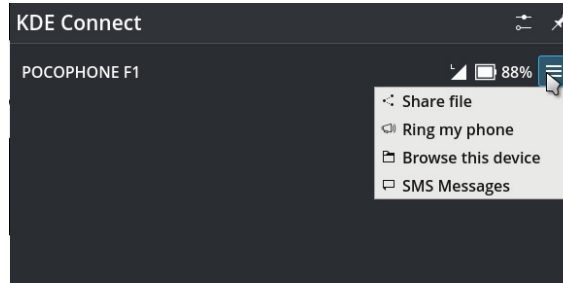 KDE Connect
POCOPHONE F1 88%
Share file
Ring my phone
Browse this device
SMS Messages